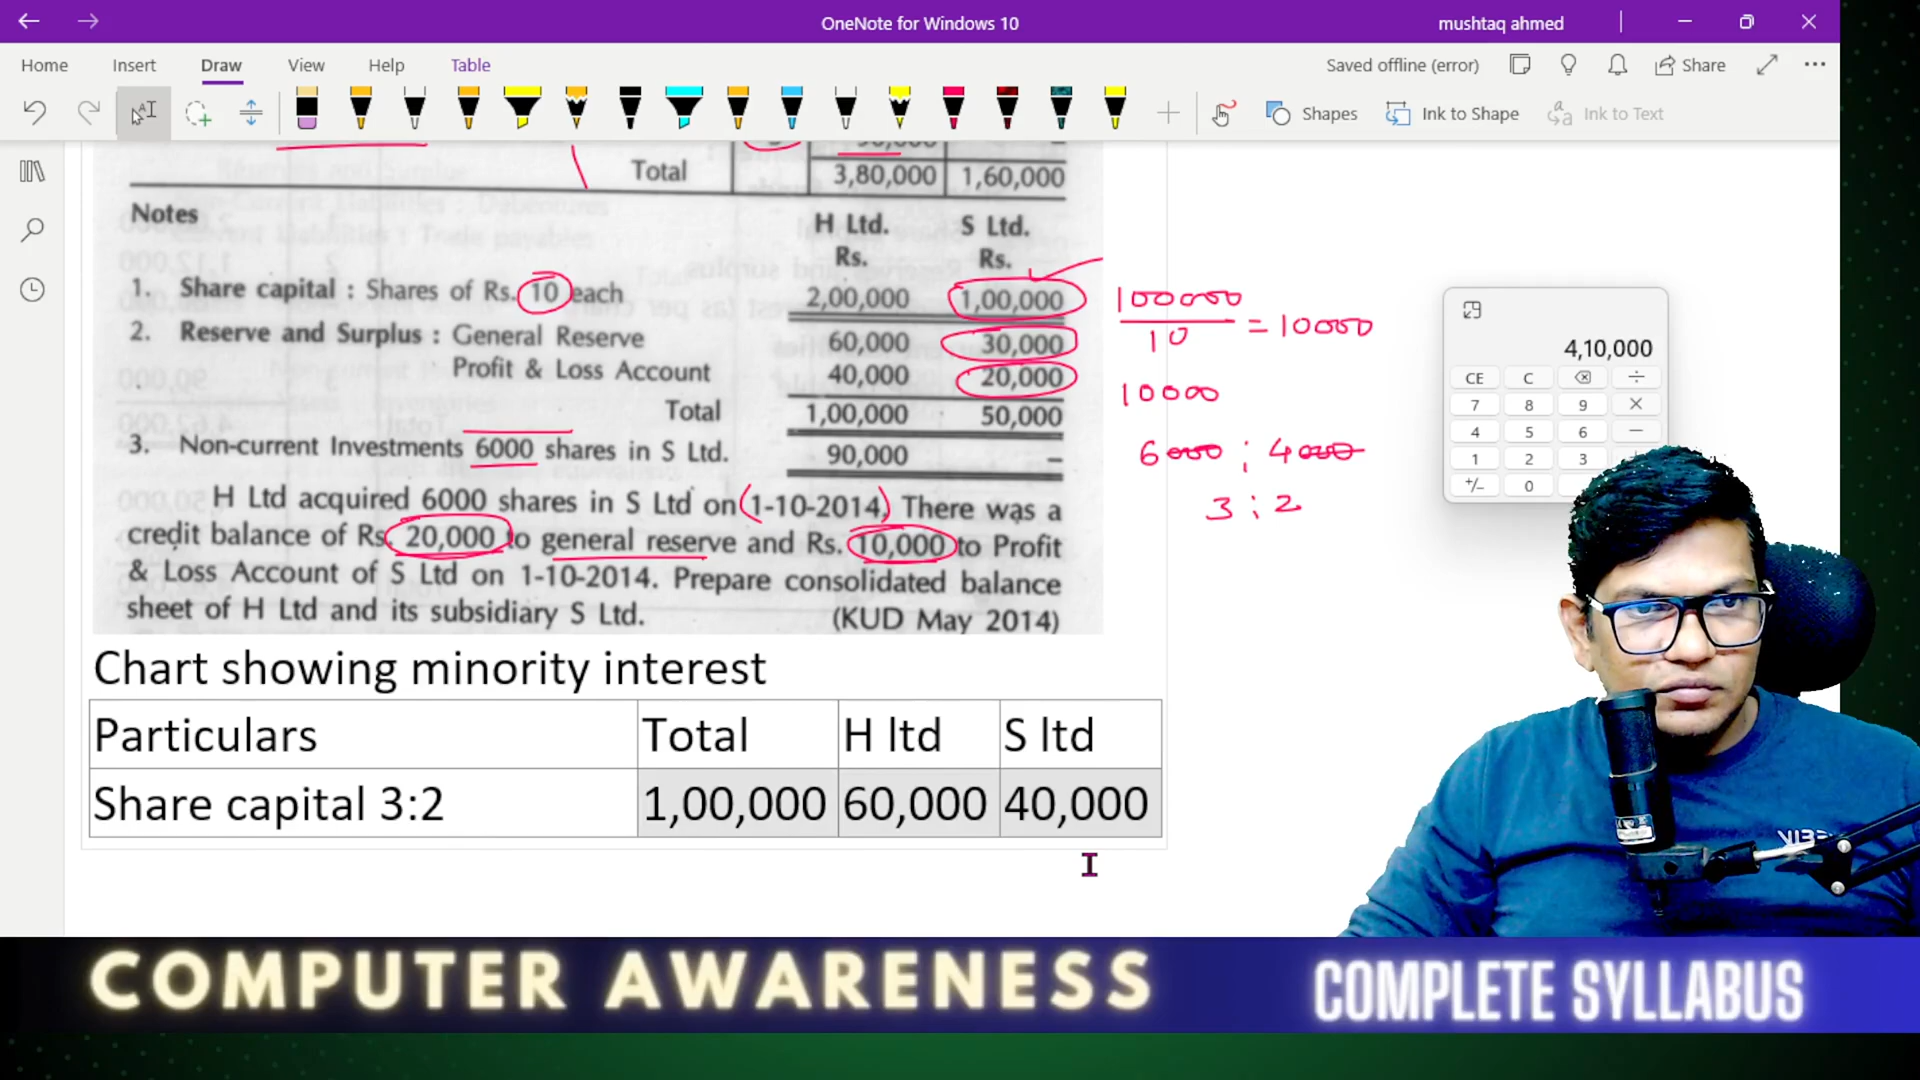 OneNote for Windows 10
mushtaq ahmed
Home Insert Draw View Help Table
Saved offline (error) Share
Shapes Ink to Shape Ink to Text
Total 3,80,000 1,60,000
Notes H Ltd. S Ltd.
Rs. Rs.
1. Share capital : Shares of Rs. 10 each 2,00,000 1,00,000
2. Reserve and Surplus : General Reserve 60,000 30,000
Profit & Loss Account 40,000 20,000
Total 1,00,000 50,000
3. Non-current Investments 6000 shares in S Ltd. 90,000 –
H Ltd acquired 6000 shares in S Ltd on 1-10-2014. There was a
credit balance of Rs. 20,000 to general reserve and Rs. 10,000 to Profit
& Loss Account of S Ltd on 1-10-2014. Prepare consolidated balance
sheet of H Ltd and its subsidiary S Ltd. (KUD May 2014)
100000
10 = 10000
10000
6000 : 4000
3 : 2
4,10,000
CE C ÷
7 8 9 ×
4 5 6 −
1 2 3
+/- 0
Chart showing minority interest
Particulars Total H ltd S ltd
Share capital 3:2 1,00,000 60,000 40,000
COMPUTER AWARENESS
COMPLETE SYLLABUS